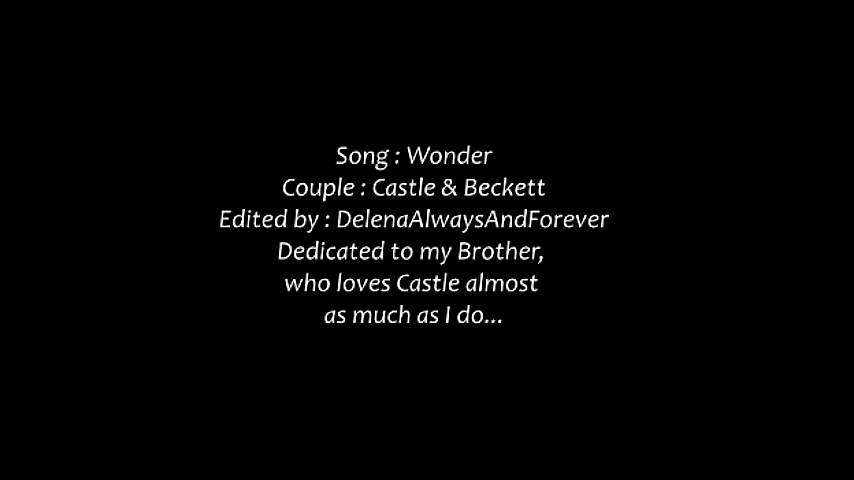 Song : Wonder
Couple : Castle & Beckett
Edited by : DelenaAlwaysAndForever
Dedicated to my Brother,
who loves Castle almost
as much as I do...